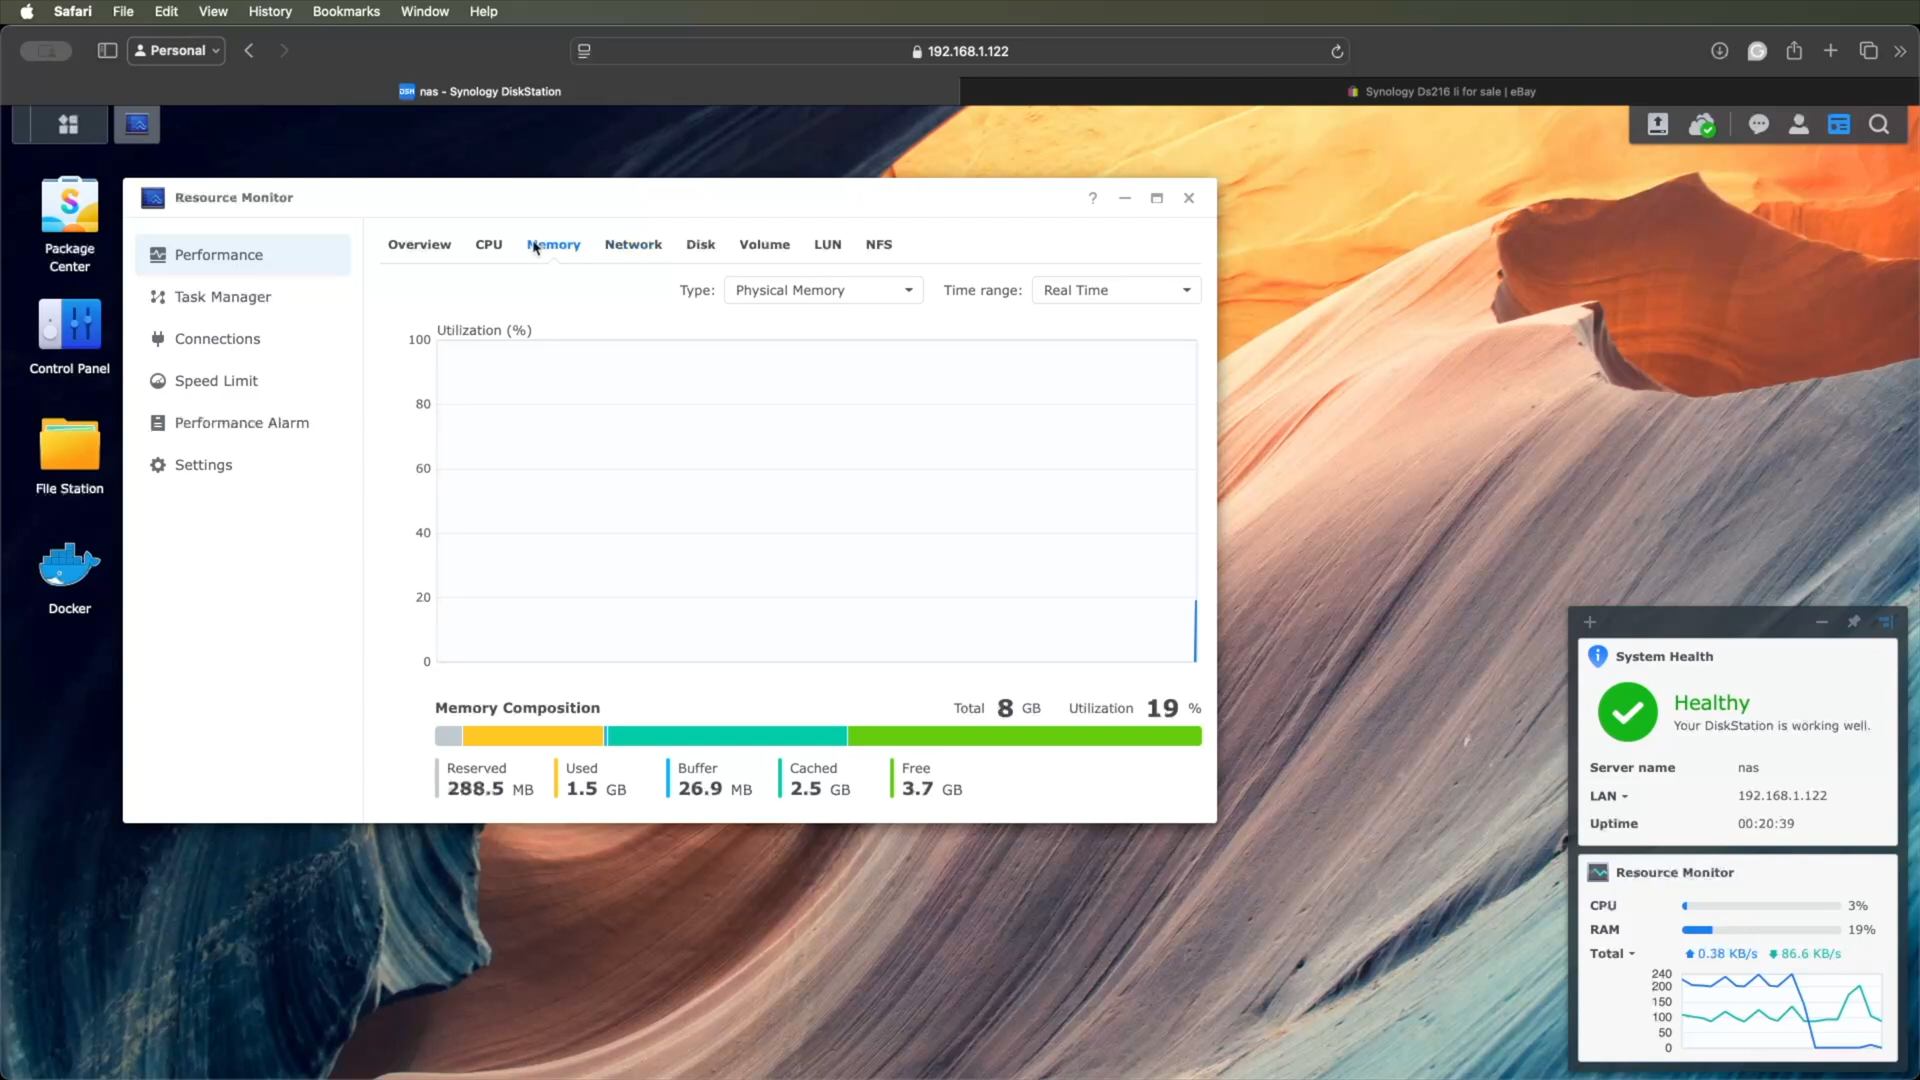 Safari File Edit View History Bookmarks Window Help
Personal
192.168.1.122
DSM nas - Synology DiskStation
Synology Ds216 Ii for sale | eBay
Package
Center
Control Panel
File Station
Docker
Resource Monitor
?
Performance
Task Manager
Connections
Speed Limit
Performance Alarm
Settings
Overview CPU Memory Network Disk Volume LUN NFS
Type: Physical Memory Time range: Real Time
Utilization (%)
100
80
60
40
20
0
Memory Composition Total 8 GB Utilization 19 %
Reserved Used Buffer Cached Free
288.5 MB 1.5 GB 26.9 MB 2.5 GB 3.7 GB
System Health
Healthy
Your DiskStation is working well.
Server name nas
LAN 192.168.1.122
Uptime 00:20:39
Resource Monitor
CPU 3%
RAM 19%
Total 0.38 KB/s 86.6 KB/s
240
200
150
100
50
0